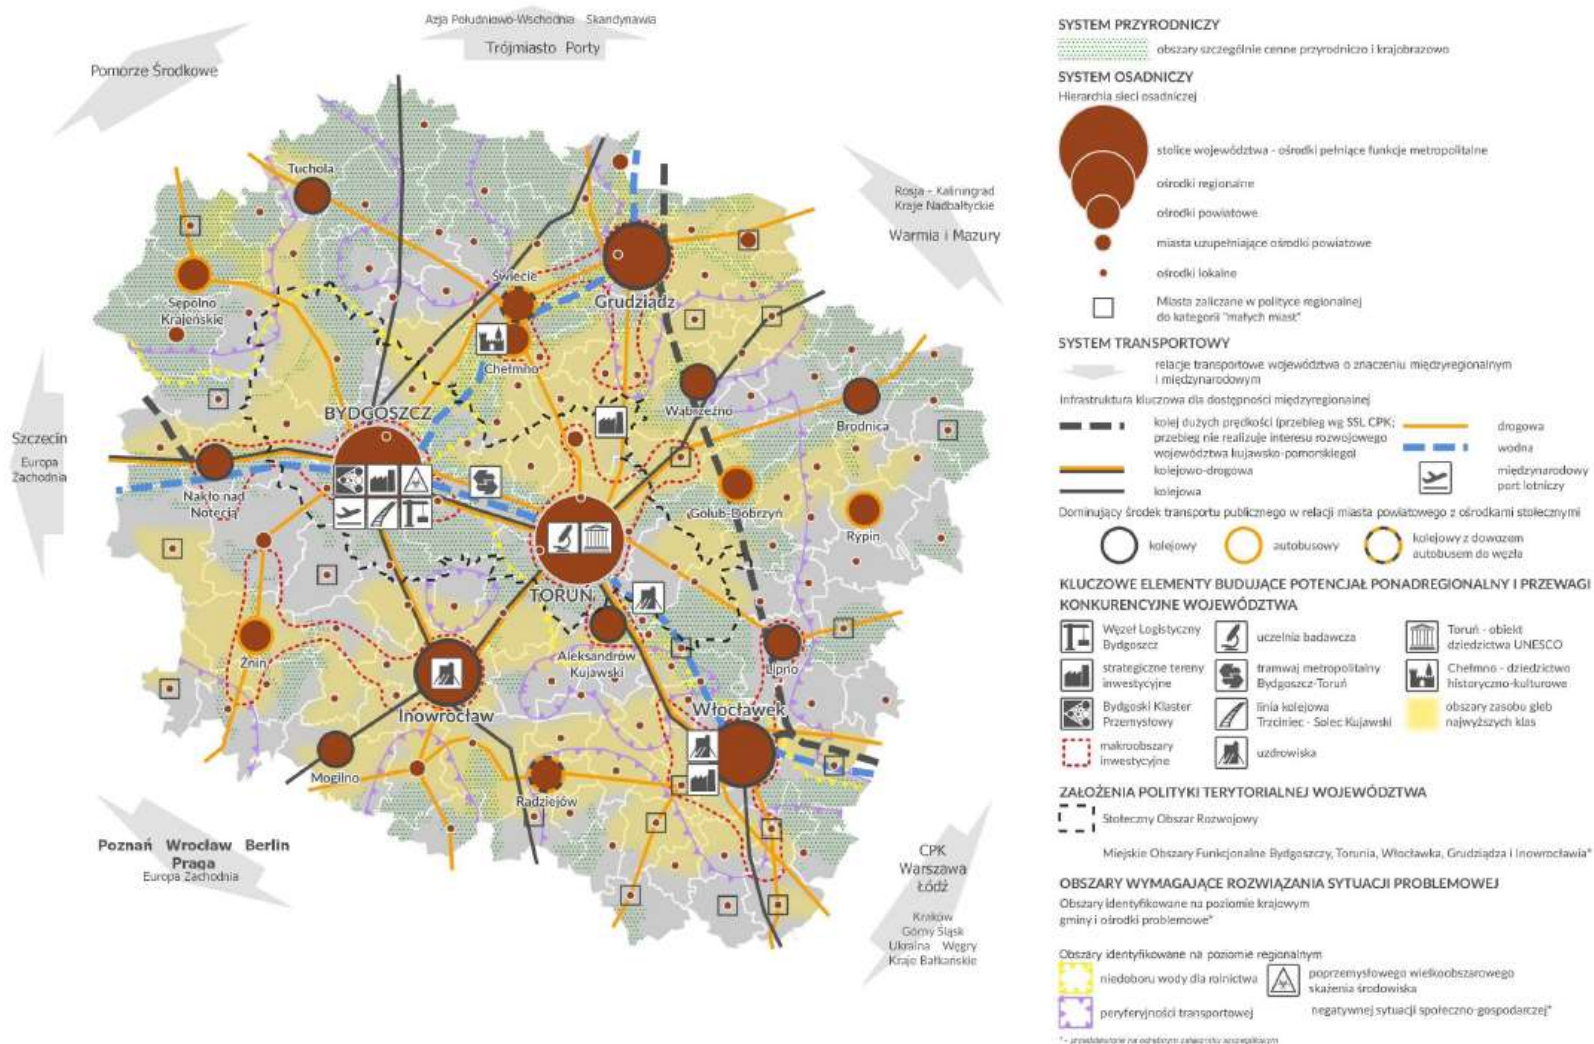 Azja Południowo-Wschodnia Skandynawia
Trójmiasto Porty
Pomorze Środkowe
Rosja – Kaliningrad
Kraje Nadbałtyckie
Warmia i Mazury
Szczecin
Europa
Zachodnia
Poznań Wrocław Berlin
Praga
Europa Zachodnia
CPK
Warszawa
Łódź
Kraków
Górny Śląsk
Ukraina Węgry
Kraje Bałkańskie
Tuchola
Sępolno
Krajeńskie
Świecie
Grudziądz
Chełmno
BYDGOSZCZ
Wąbrzeźno
Brodnica
Nakło nad
Notecią
Golub-Dobrzyń
Rypin
TORUŃ
Żnin
Aleksandrów
Kujawski
Lipno
Inowrocław
Włocławek
Mogilno
Radziejów
SYSTEM PRZYRODNICZY
obszary szczególnie cenne przyrodniczo i krajobrazowo
SYSTEM OSADNICZY
Hierarchia sieci osadniczej
stolice województwa - ośrodki pełniące funkcje metropolitalne
ośrodki regionalne
ośrodki powiatowe
miasta uzupełniające ośrodki powiatowe
ośrodki lokalne
Miasta zaliczane w polityce regionalnej
do kategorii "małych miast"
SYSTEM TRANSPORTOWY
relacje transportowe województwa o znaczeniu międzyregionalnym
i międzynarodowym
Infrastruktura kluczowa dla dostępności międzyregionalnej
kolej dużych prędkości (przebieg wg SSL CPK;
przebieg nie realizuje interesu rozwojowego
województwa kujawsko-pomorskiego)
kolejowo-drogowa
kolejowa
drogowa
wodna
międzynarodowy
port lotniczy
Dominujący środek transportu publicznego w relacji miasta powiatowego z ośrodkami stołecznymi
kolejowy
autobusowy
kolejowy z dowozem
autobusem do węzła
KLUCZOWE ELEMENTY BUDUJĄCE POTENCJAŁ PONADREGIONALNY I PRZEWAGI
KONKURENCYJNE WOJEWÓDZTWA
Węzeł Logistyczny
Bydgoszcz
uczelnia badawcza
Toruń - obiekt
dziedzictwa UNESCO
strategiczne tereny
inwestycyjne
tramwaj metropolitalny
Bydgoszcz-Toruń
Chełmno - dziedzictwo
historyczno-kulturowe
Bydgoski Klaster
Przemysłowy
linia kolejowa
Trzciniec - Solec Kujawski
obszary zasobu gleb
najwyższych klas
makroobszary
inwestycyjne
uzdrowiska
ZAŁOŻENIA POLITYKI TERYTORIALNEJ WOJEWÓDZTWA
Stołeczny Obszar Rozwojowy
Miejskie Obszary Funkcjonalne Bydgoszczy, Torunia, Włocławka, Grudziądza i Inowrocławia*
OBSZARY WYMAGAJĄCE ROZWIĄZANIA SYTUACJI PROBLEMOWEJ
Obszary identyfikowane na poziomie krajowym
gminy i ośrodki problemowe*
Obszary identyfikowane na poziomie regionalnym
niedoboru wody dla rolnictwa
poprzemysłowego wielkoobszarowego
skażenia środowiska
peryferyjności transportowej
negatywnej sytuacji społeczno-gospodarczej*